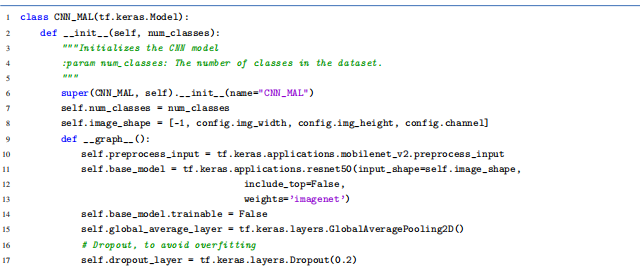 1 class CNN_MAL(tf.keras.Model):
2 def __init__(self, num_classes):
3 """Initializes the CNN model
4 :param num_classes: The number of classes in the dataset.
5 """
6 super(CNN_MAL, self).__init__(name="CNN_MAL")
7 self.num_classes = num_classes
8 self.image_shape = [-1, config.img_width, config.img_height, config.channel]
9 def __graph__():
10 self.preprocess_input = tf.keras.applications.mobilenet_v2.preprocess_input
11 self.base_model = tf.keras.applications.resnet50(input_shape=self.image_shape,
12 include_top=False,
13 weights='imagenet')
14 self.base_model.trainable = False
15 self.global_average_layer = tf.keras.layers.GlobalAveragePooling2D()
16 # Dropout, to avoid overfitting
17 self.dropout_layer = tf.keras.layers.Dropout(0.2)